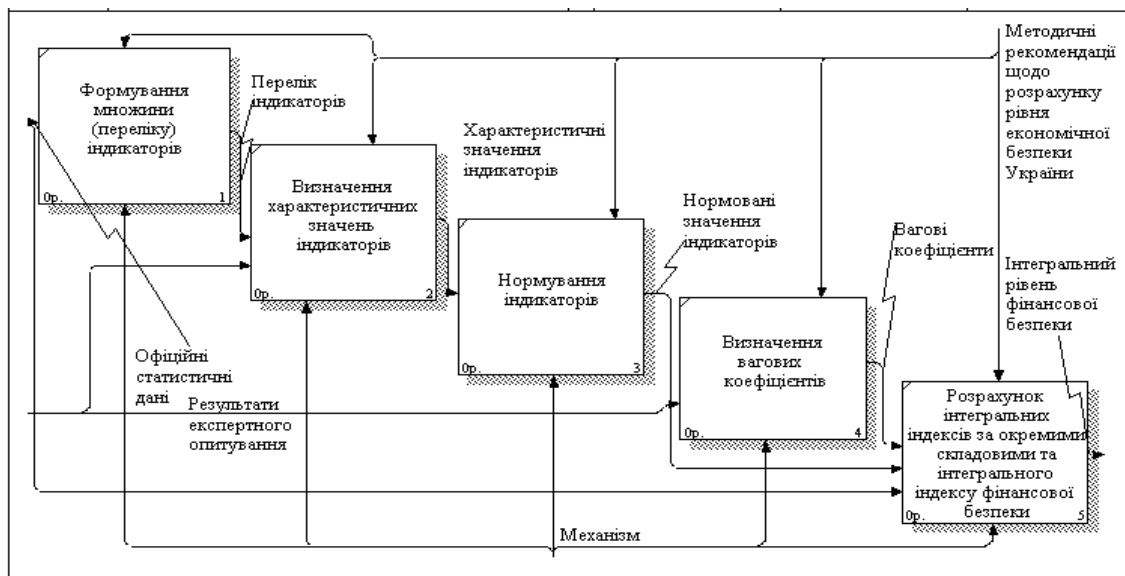 Формування
множини
(переліку)
індикаторів
0р.
1
Перелік
індикаторів
Визначення
характеристичних
значень
індикаторів
0р.
2
Характеристичні
значення
індикаторів
Нормування
індикаторів
0р.
3
Нормовані
значення
індикаторів
Визначення
вагових
коефіцієнтів
0р.
4
Вагові
коефіцієнти
Методичні
рекомендації
щодо
розрахунку
рівня
економічної
безпеки
України
Інтегральний
рівень
фінансової
безпеки
Розрахунок
інтегральних
індексів за окремими
складовими та
інтегрального
індексу фінансової
безпеки
0р.
5
Офіційні
статистичні
дані
Результати
експертного
опитування
Механізм